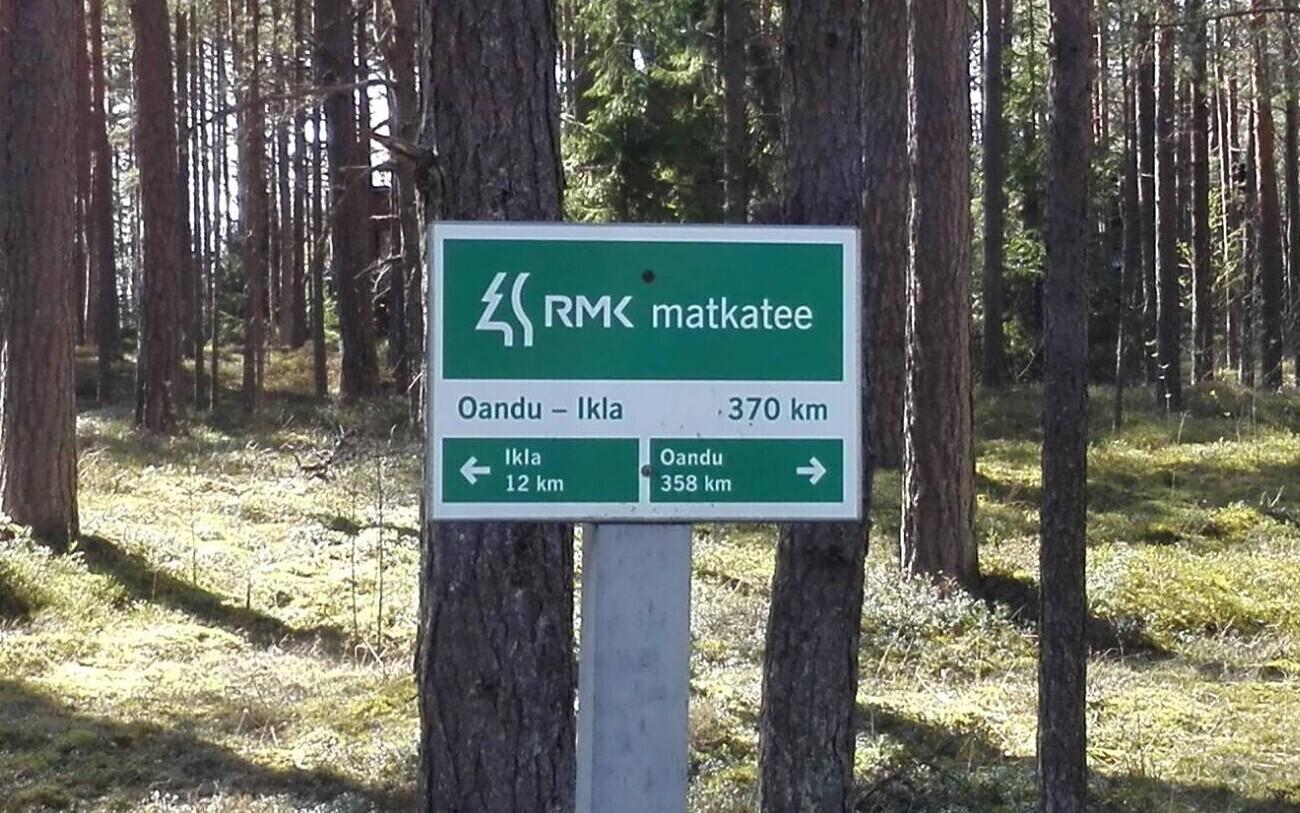 RMK matkatee
Oandu – Ikla 370 km
← Ikla
12 km
Oandu →
358 km